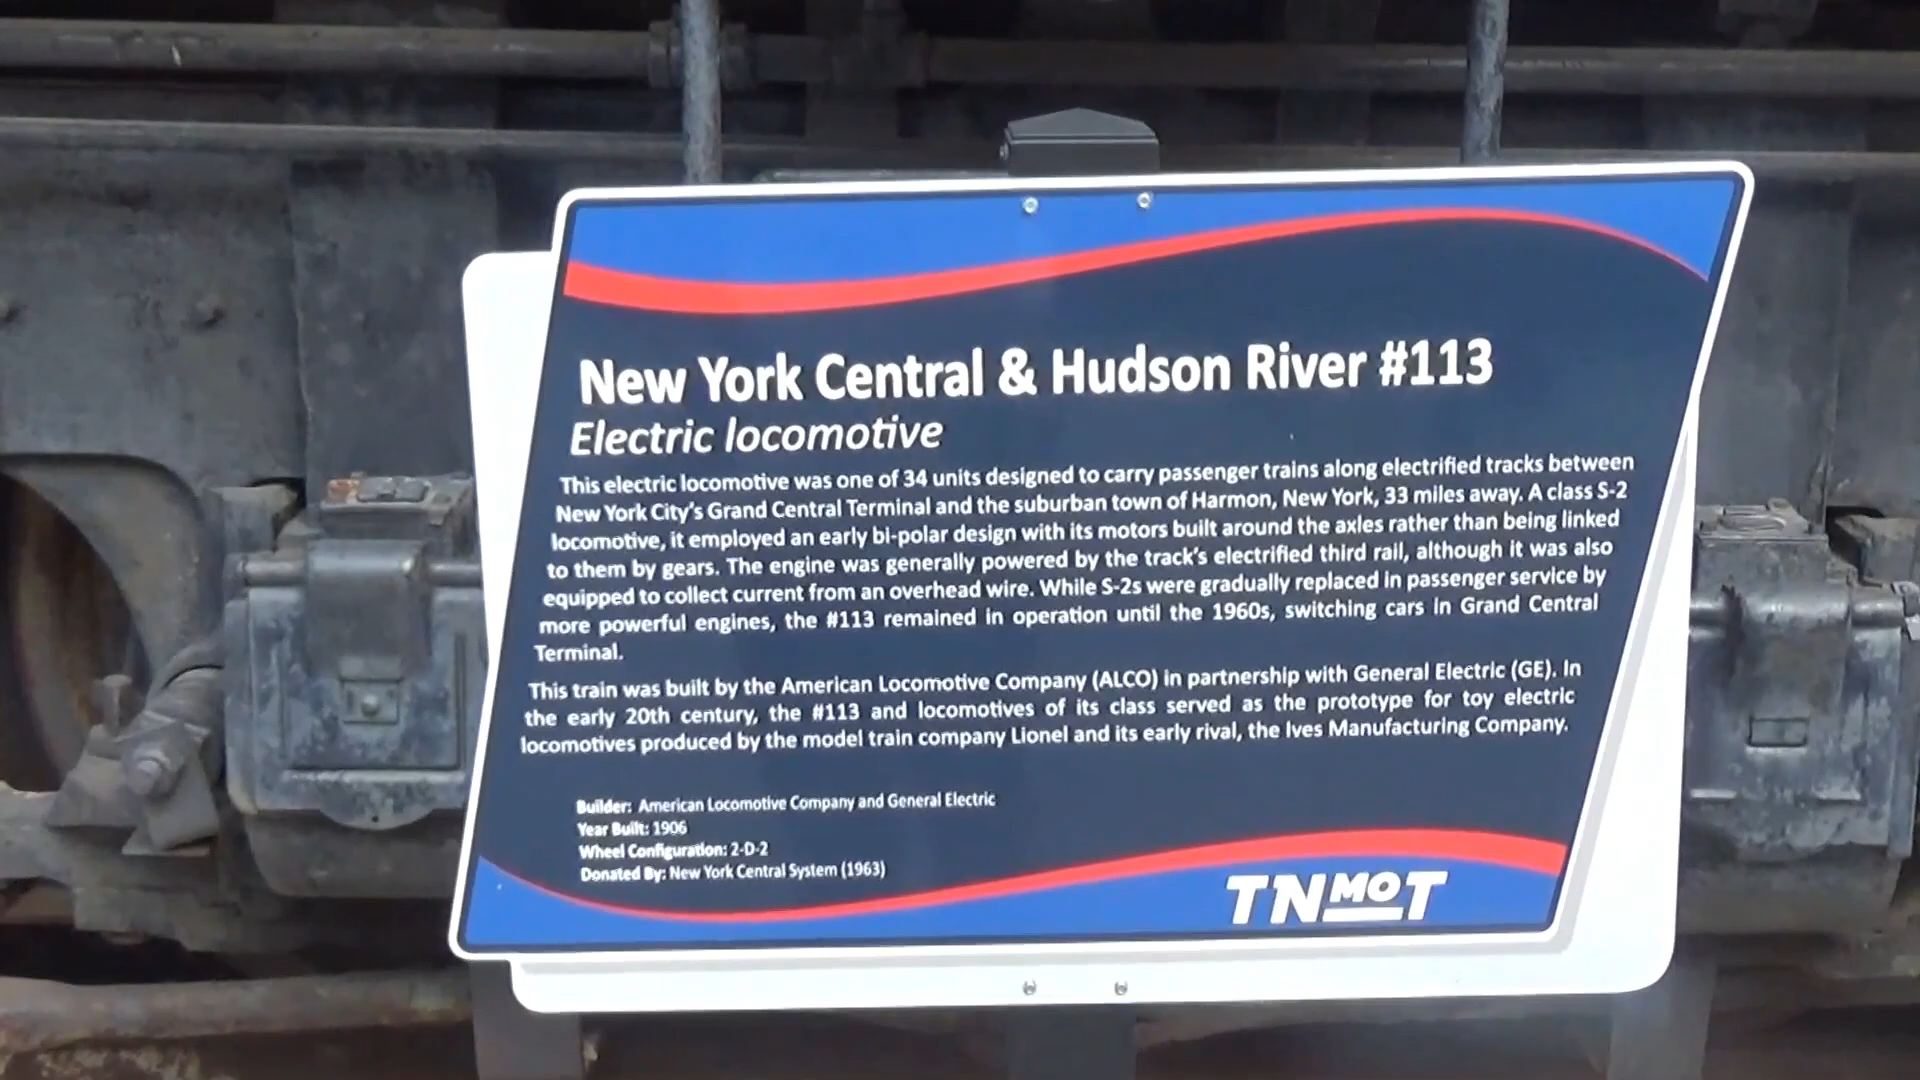 New York Central & Hudson River #113
Electric locomotive
This electric locomotive was one of 34 units designed to carry passenger trains along electrified tracks between
New York City's Grand Central Terminal and the suburban town of Harmon, New York, 33 miles away. A class S-2
locomotive, it employed an early bi-polar design with its motors built around the axles rather than being linked
to them by gears. The engine was generally powered by the track's electrified third rail, although it was also
equipped to collect current from an overhead wire. While S-2s were gradually replaced in passenger service by
more powerful engines, the #113 remained in operation until the 1960s, switching cars in Grand Central
Terminal.
This train was built by the American Locomotive Company (ALCO) in partnership with General Electric (GE). In
the early 20th century, the #113 and locomotives of its class served as the prototype for toy electric
locomotives produced by the model train company Lionel and its early rival, the Ives Manufacturing Company.
Builder: American Locomotive Company and General Electric
Year Built: 1906
Wheel Configuration: 2-D-2
Donated By: New York Central System (1963)
TNMOT